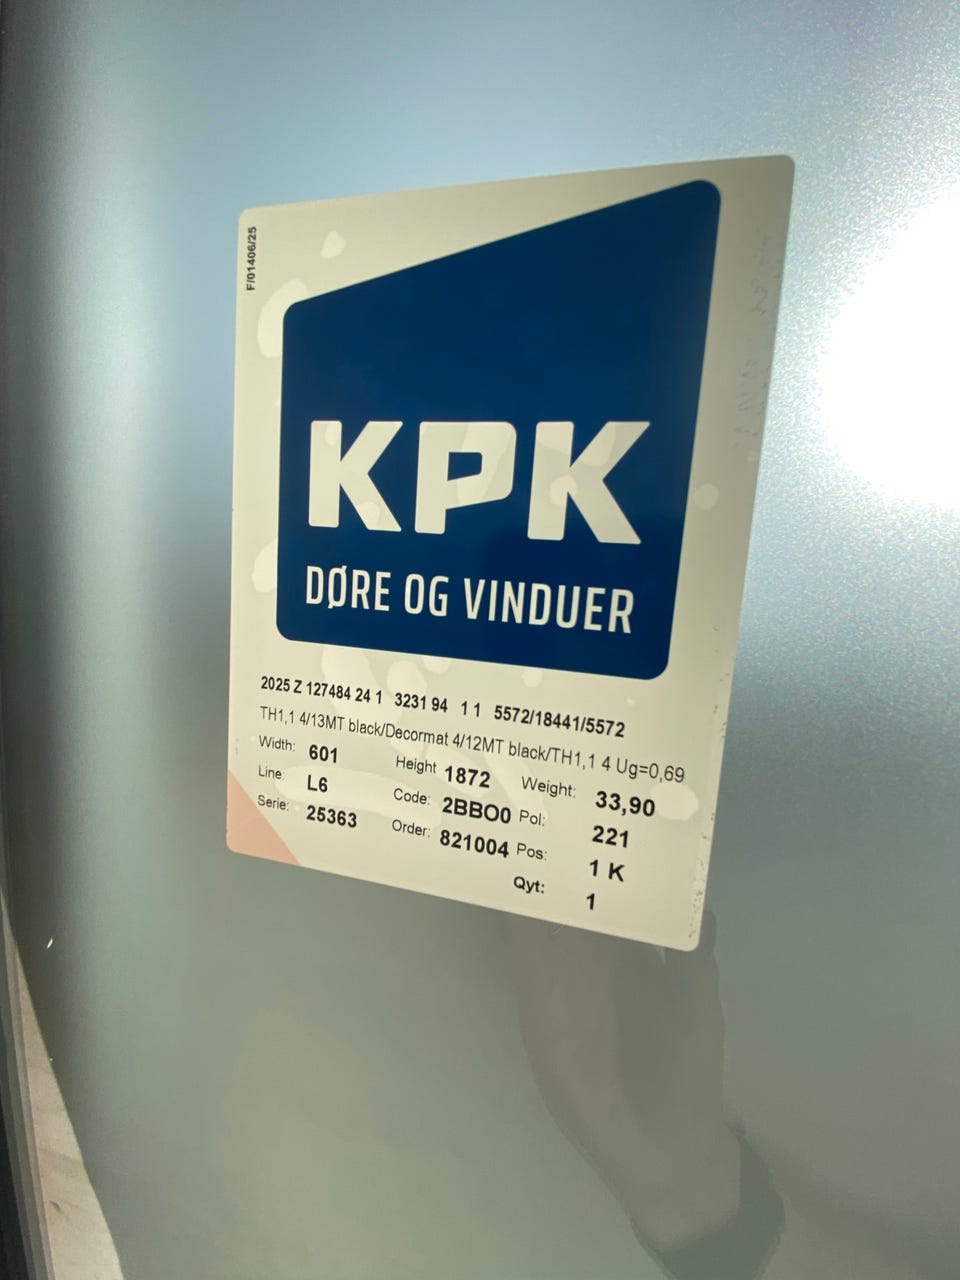 F/01406/25
KPK
DØRE OG VINDUER
2025 Z 127484 24 1 3231 94 1 1 5572/18441/5572
TH1,1 4/13MT black/Decormat 4/12MT black/TH1,1 4 Ug=0,69
Width: 601 Height 1872 Weight: 33,90
Line: L6 Code: 2BBO0 Pol: 221
Serie: 25363 Order: 821004 Pos: 1 K
Qyt: 1